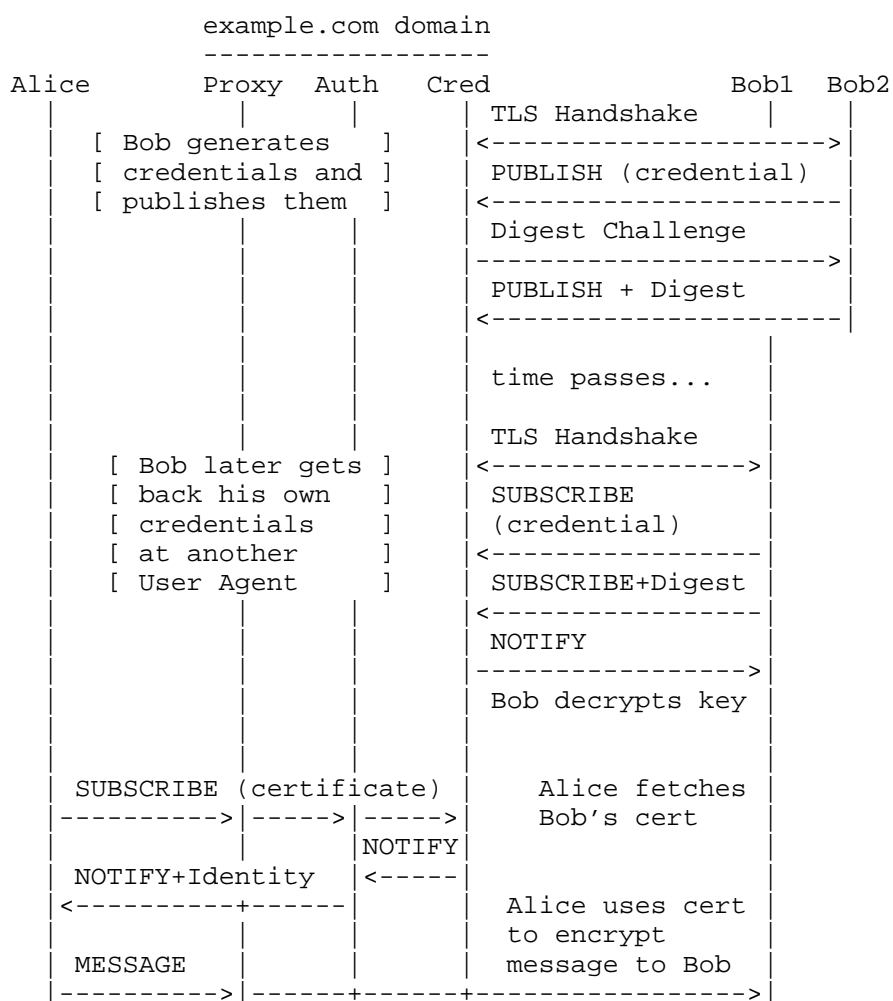 example.com domain
------------------
Alice Proxy Auth Cred Bob1 Bob2
| | | | TLS Handshake | |
| [ Bob generates ] |<--------------------->|
| [ credentials and ] | PUBLISH (credential) |
| [ publishes them ] |<----------------------|
| | | | Digest Challenge |
| | | |---------------------->|
| | | | PUBLISH + Digest |
| | | |<----------------------|
| | | | |
| | | | time passes... |
| | | | |
| | | | TLS Handshake |
| [ Bob later gets ] |<---------------->|
| [ back his own ] | SUBSCRIBE |
| [ credentials ] | (credential) |
| [ at another ] |<-----------------|
| [ User Agent ] | SUBSCRIBE+Digest |
| | | |<-----------------|
| | | | NOTIFY |
| | | |----------------->|
| | | | Bob decrypts key |
| | | | |
| | | | |
| SUBSCRIBE (certificate) | Alice fetches |
|---------->|----->|----->| Bob's cert |
| | |NOTIFY| |
| NOTIFY+Identity |<-----| |
|<----------+------| | Alice uses cert |
| | | | to encrypt |
| MESSAGE | | | message to Bob |
|---------->|------+------+----------------->|